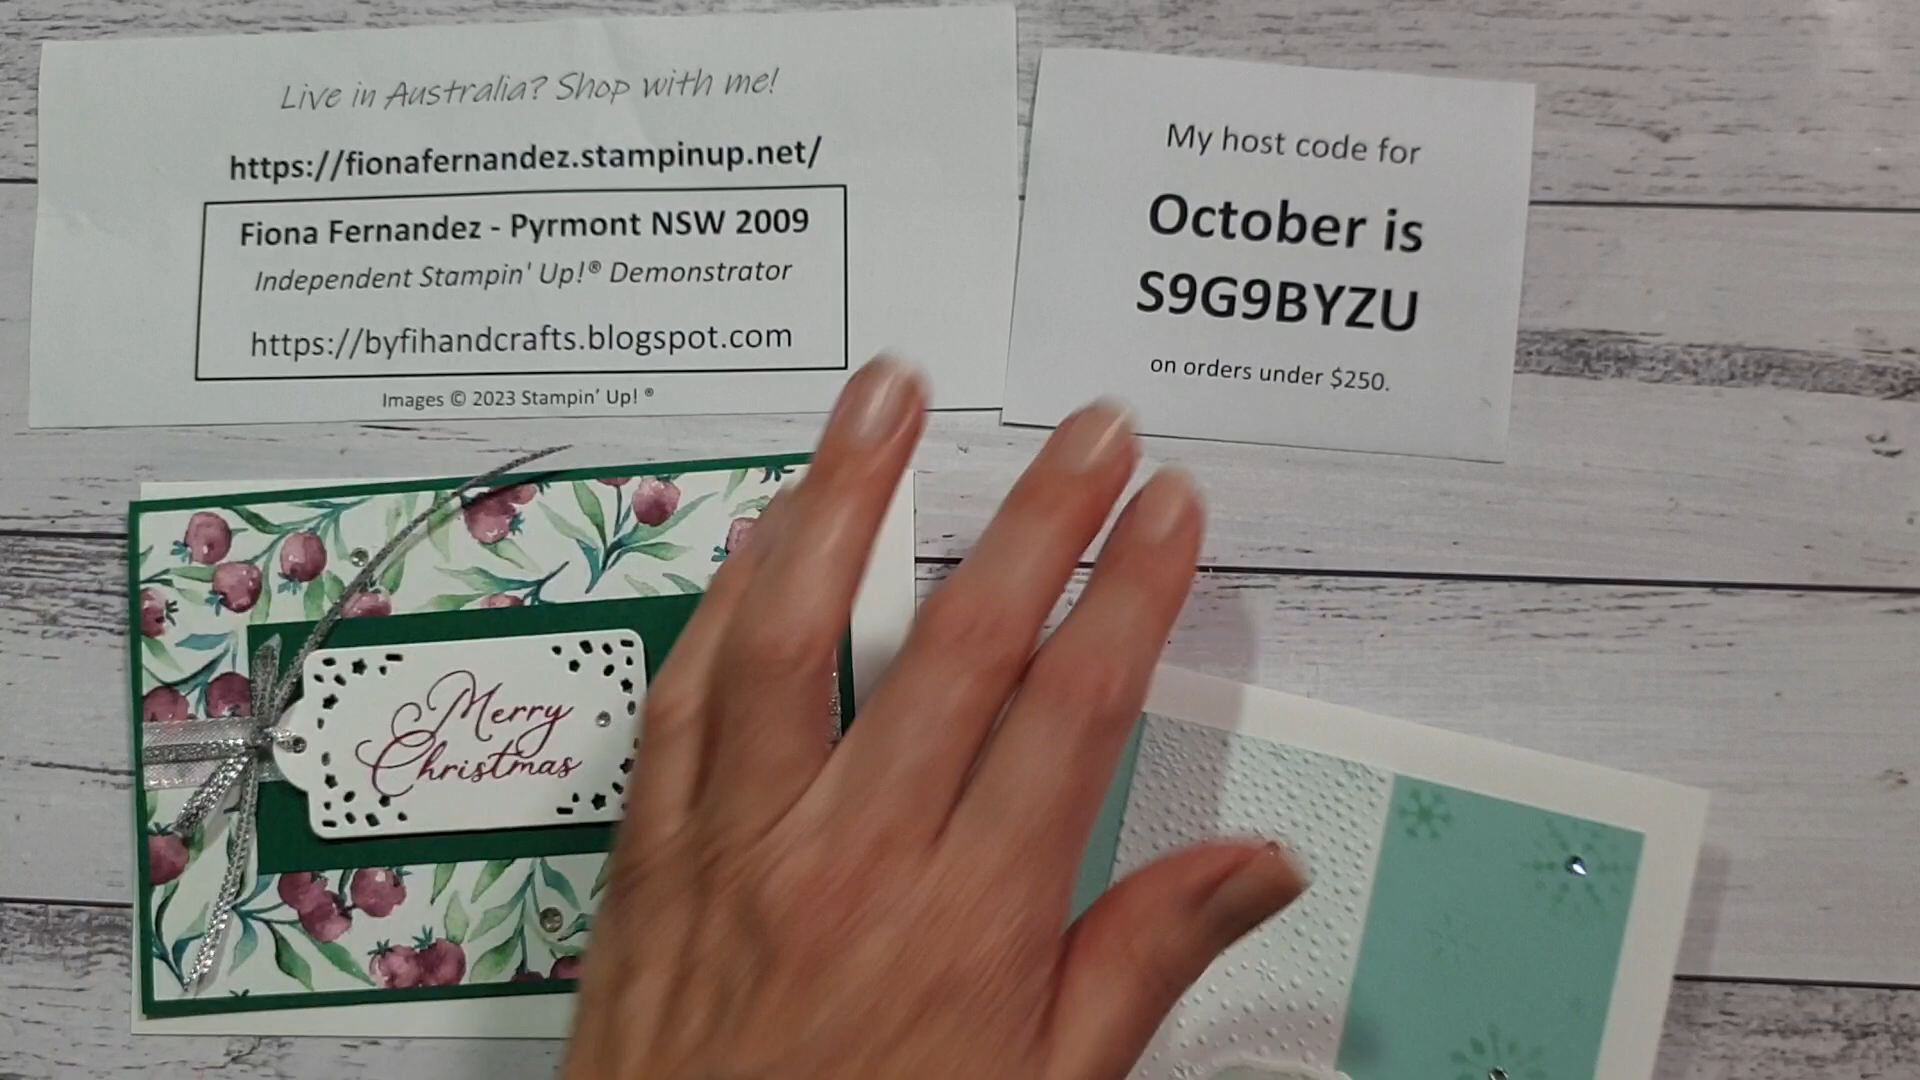 Live in Australia? Shop with me!
https://fionafernandez.stampinup.net/
Fiona Fernandez - Pyrmont NSW 2009
Independent Stampin' Up!® Demonstrator
https://byfihandcrafts.blogspot.com
Images © 2023 Stampin' Up! ®
My host code for
October is
S9G9BYZU
on orders under $250.
Merry
Christmas